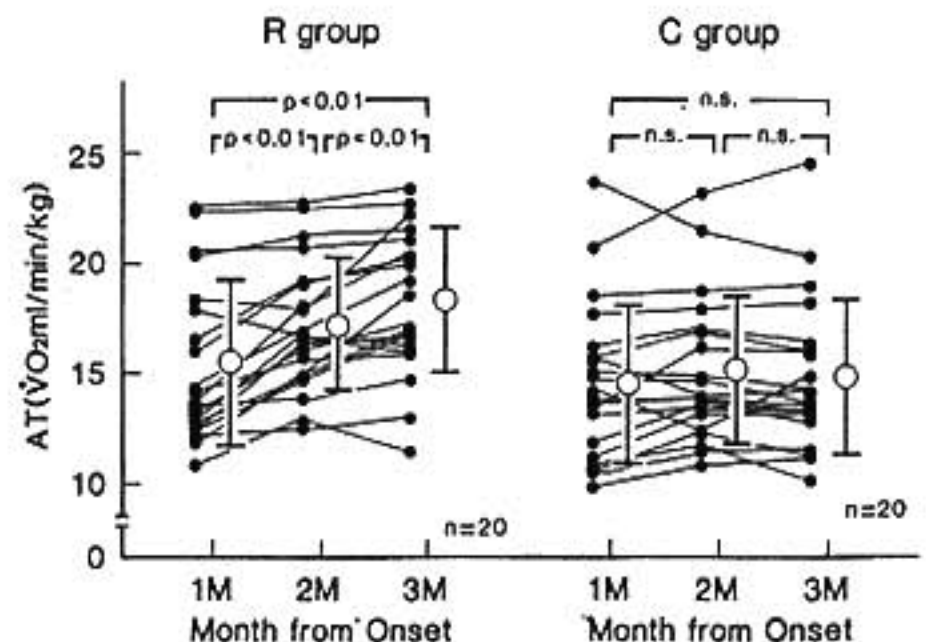 R group
C group
p<0.01
n.s.
p<0.01
p<0.01
n.s.
n.s.
AT(V̇O2ml/min/kg)
25
20
15
10
0
n=20
n=20
1M 2M 3M
1M 2M 3M
Month from Onset
Month from Onset